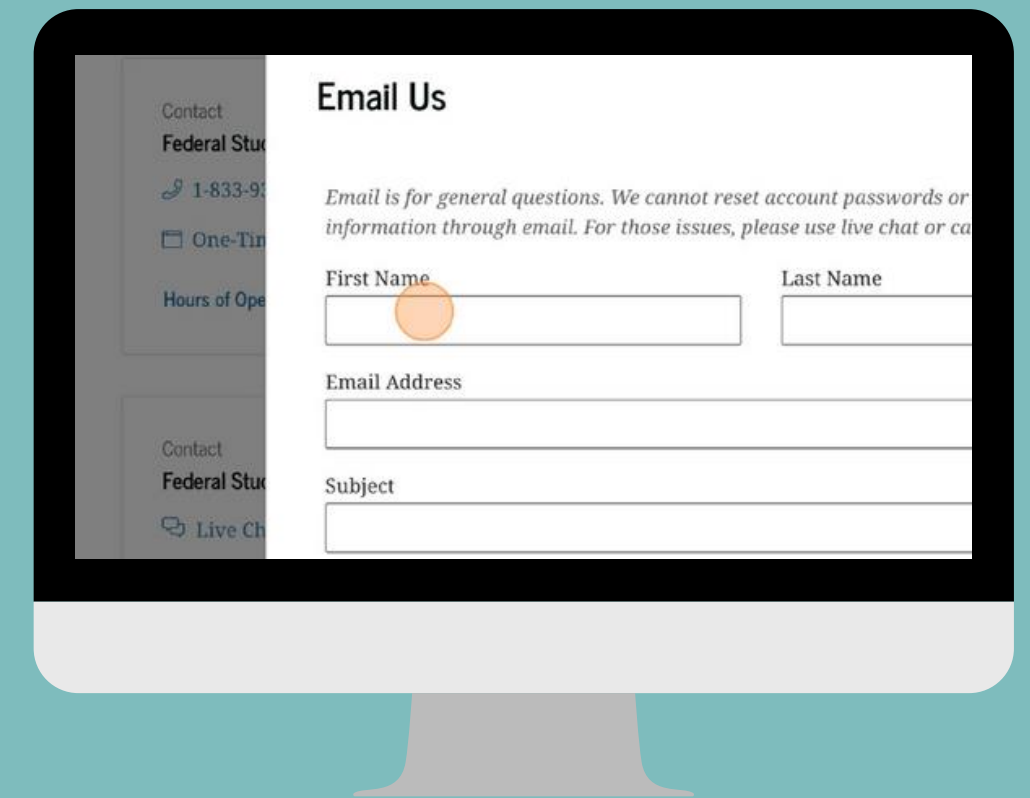 Contact
Federal Stu
1-833-9
One-Tim
Hours of Ope
Contact
Federal Stu
Live Ch
Email Us
Email is for general questions. We cannot reset account passwords or
information through email. For those issues, please use live chat or ca
First Name
Last Name
Email Address
Subject